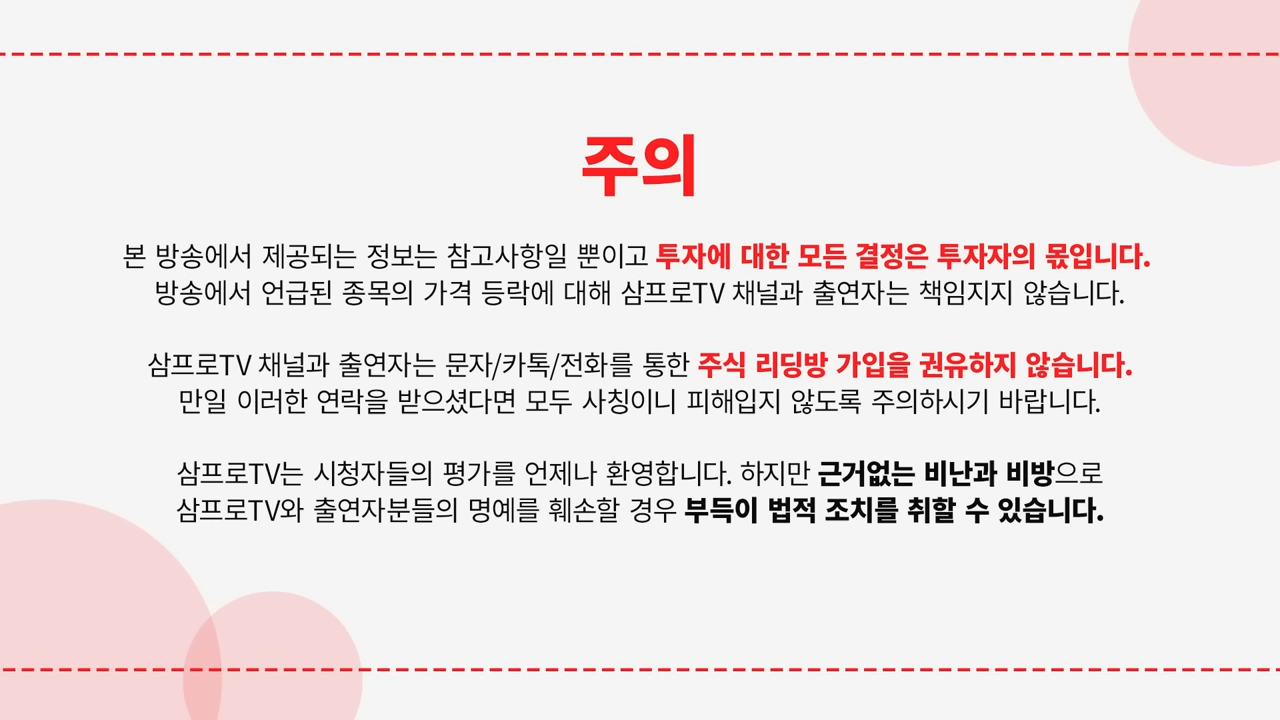 주의
본 방송에서 제공되는 정보는 참고사항일 뿐이고 투자에 대한 모든 결정은 투자자의 몫입니다.
방송에서 언급된 종목의 가격 등락에 대해 삼프로TV 채널과 출연자는 책임지지 않습니다.
삼프로TV 채널과 출연자는 문자/카톡/전화를 통한 주식 리딩방 가입을 권유하지 않습니다.
만일 이러한 연락을 받으셨다면 모두 사칭이니 피해입지 않도록 주의하시기 바랍니다.
삼프로TV는 시청자들의 평가를 언제나 환영합니다. 하지만 근거없는 비난과 비방으로
삼프로TV와 출연자분들의 명예를 훼손할 경우 부득이 법적 조치를 취할 수 있습니다.